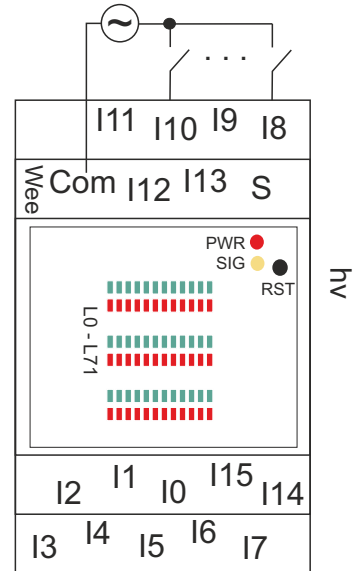 ~
I11 I10 I9 I8
Wee Com I12 I13 S
PWR
SIG
RST
L0 - L71
hv
I2 I1 I0 I15 I14
I3 I4 I5 I6 I7